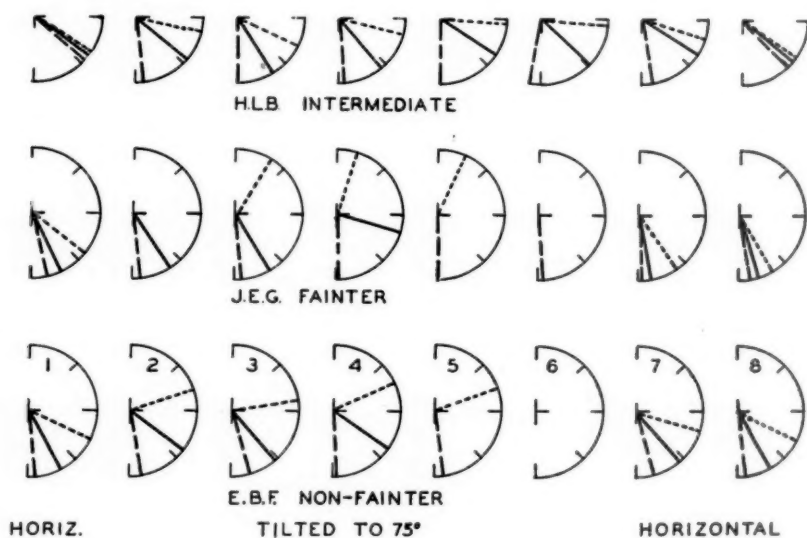 H.L.B. INTERMEDIATE
J.E.G. FAINTER
1 2 3 4 5 6 7 8
E.B.F. NON-FAINTER
HORIZ. TILTED TO 75° HORIZONTAL